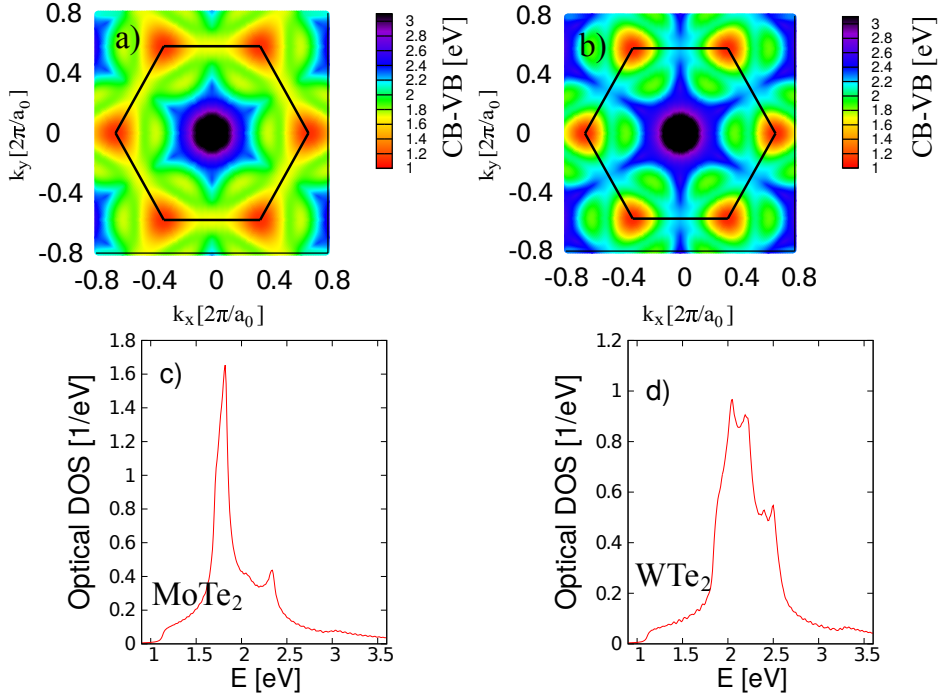 a)
0.8
0.4
0
-0.4
-0.8
k_y [2π/a_0]
-0.8 -0.4 0 0.4 0.8
k_x [2π/a_0]
3
2.8
2.6
2.4
2.2
2
1.8
1.6
1.4
1.2
1
CB-VB [eV]
b)
0.8
0.4
0
-0.4
-0.8
k_y [2π/a_0]
-0.8 -0.4 0 0.4 0.8
k_x [2π/a_0]
3
2.8
2.6
2.4
2.2
2
1.8
1.6
1.4
1.2
1
CB-VB [eV]
c)
1.8
1.6
1.4
1.2
1
0.8
0.6
0.4
0.2
0
Optical DOS [1/eV]
MoTe₂
1 1.5 2 2.5 3 3.5
E [eV]
d)
1.2
1
0.8
0.6
0.4
0.2
0
Optical DOS [1/eV]
WTe₂
1 1.5 2 2.5 3 3.5
E [eV]